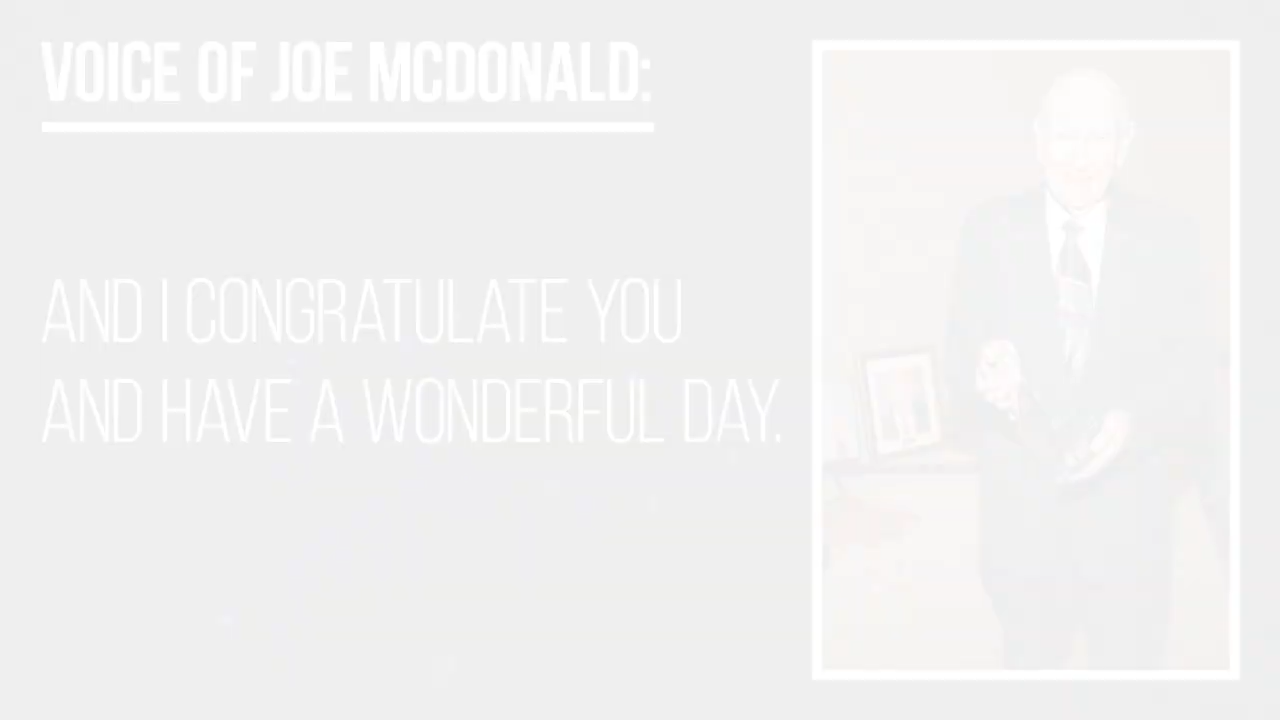 VOICE OF JOE MCDONALD:
AND I CONGRATULATE YOU
AND HAVE A WONDERFUL DAY.